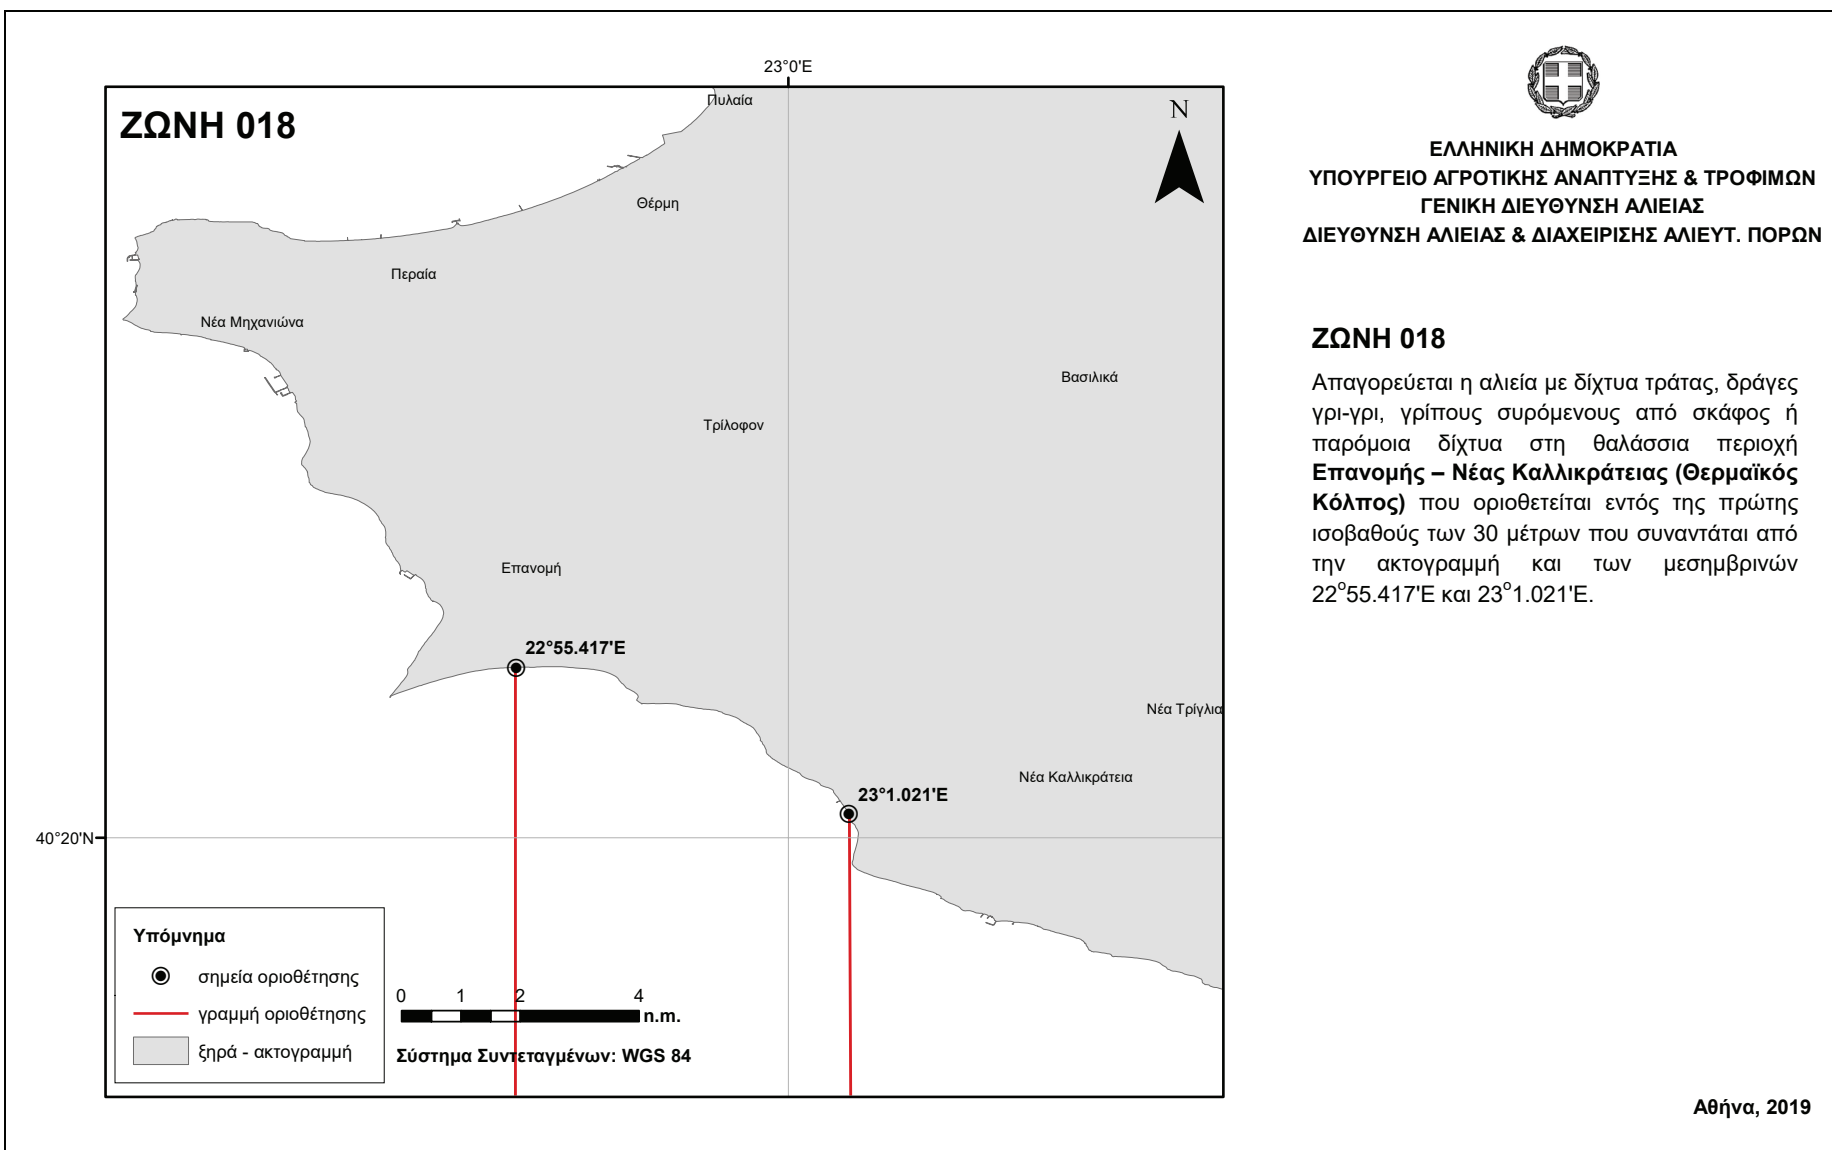 23°0'E
ΖΩΝΗ 018
Πυλαία
N
Θέρμη
Περαία
Νέα Μηχανιώνα
Βασιλικά
Τρίλοφον
Επανομή
22°55.417'E
Νέα Τρίγλια
Νέα Καλλικράτεια
23°1.021'E
40°20'N
Υπόμνημα
σημεία οριοθέτησης
γραμμή οριοθέτησης
ξηρά - ακτογραμμή
0 1 2 4
n.m.
Σύστημα Συντεταγμένων: WGS 84
ΕΛΛΗΝΙΚΗ ΔΗΜΟΚΡΑΤΙΑ
ΥΠΟΥΡΓΕΙΟ ΑΓΡΟΤΙΚΗΣ ΑΝΑΠΤΥΞΗΣ & ΤΡΟΦΙΜΩΝ
ΓΕΝΙΚΗ ΔΙΕΥΘΥΝΣΗ ΑΛΙΕΙΑΣ
ΔΙΕΥΘΥΝΣΗ ΑΛΙΕΙΑΣ & ΔΙΑΧΕΙΡΙΣΗΣ ΑΛΙΕΥΤ. ΠΟΡΩΝ
ΖΩΝΗ 018
Απαγορεύεται η αλιεία με δίχτυα τράτας, δράγες
γρι-γρι, γρίπους συρόμενους από σκάφος ή
παρόμοια δίχτυα στη θαλάσσια περιοχή
Επανομής – Νέας Καλλικράτειας (Θερμαϊκός
Κόλπος) που οριοθετείται εντός της πρώτης
ισοβαθούς των 30 μέτρων που συναντάται από
την ακτογραμμή και των μεσημβρινών
22°55.417'E και 23°1.021'E.
Αθήνα, 2019